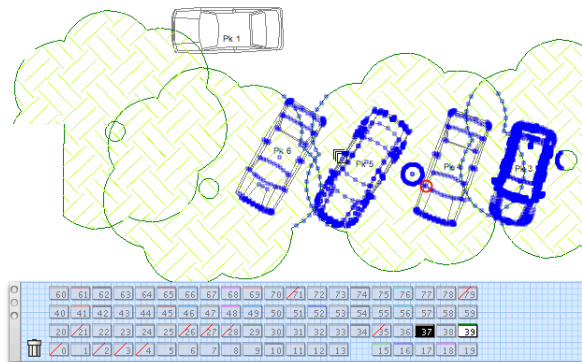 Pk 1
Pk 6
Pk 5
Pk 4
Pk 3
60 61 62 63 64 65 66 67 68 69 70 71 72 73 74 75 76 77 78 79
40 41 42 43 44 45 46 47 48 49 50 51 52 53 54 55 56 57 58 59
20 21 22 23 24 25 26 27 28 29 30 31 32 33 34 35 36 37 38 39
0 1 2 3 4 5 6 7 8 9 10 11 12 13 15 16 17 18 19